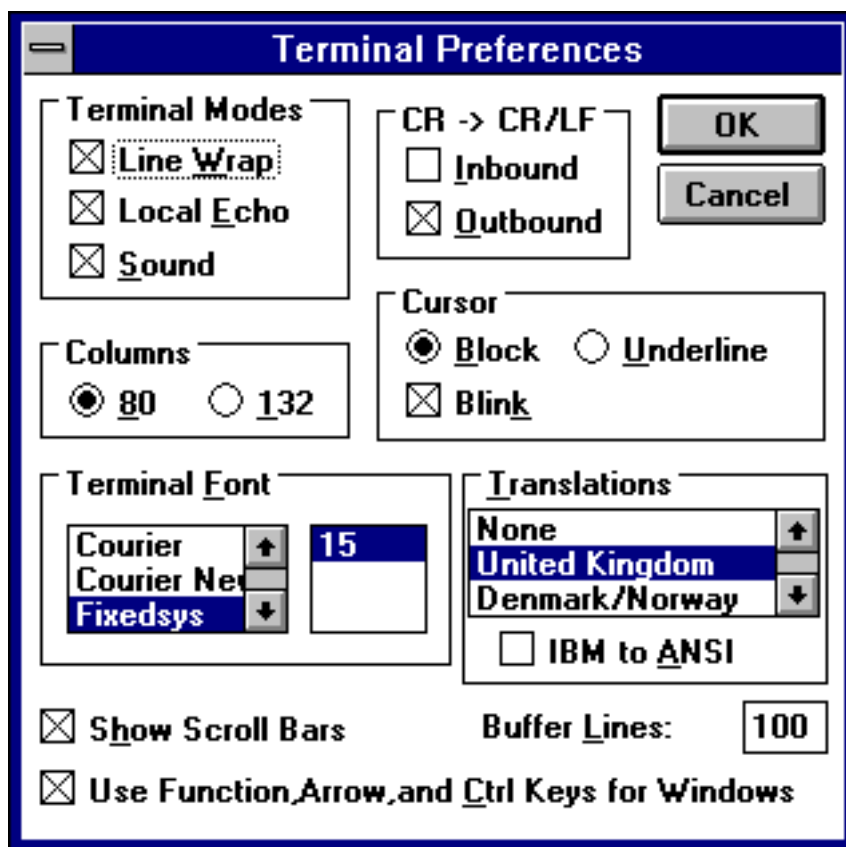 Terminal Preferences
Terminal Modes
Line Wrap
Local Echo
Sound
CR -> CR/LF
Inbound
Outbound
OK
Cancel
Columns
80 132
Cursor
Block Underline
Blink
Terminal Font
Courier
Courier New
Fixedsys
15
Translations
None
United Kingdom
Denmark/Norway
IBM to ANSI
Show Scroll Bars
Buffer Lines: 100
Use Function,Arrow,and Ctrl Keys for Windows